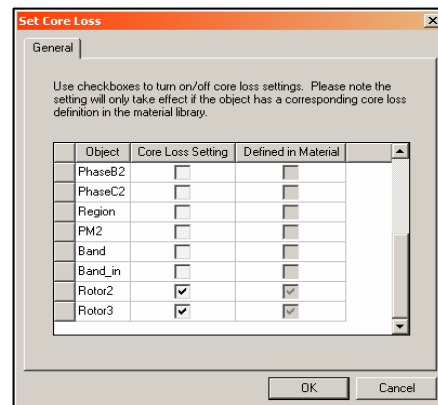 Set Core Loss
General
Use checkboxes to turn on/off core loss settings. Please note the
setting will only take effect if the object has a corresponding core loss
definition in the material library.
Object Core Loss Setting Defined in Material
PhaseB2
PhaseC2
Region
PM2
Band
Band_in
Rotor2
Rotor3
OK Cancel